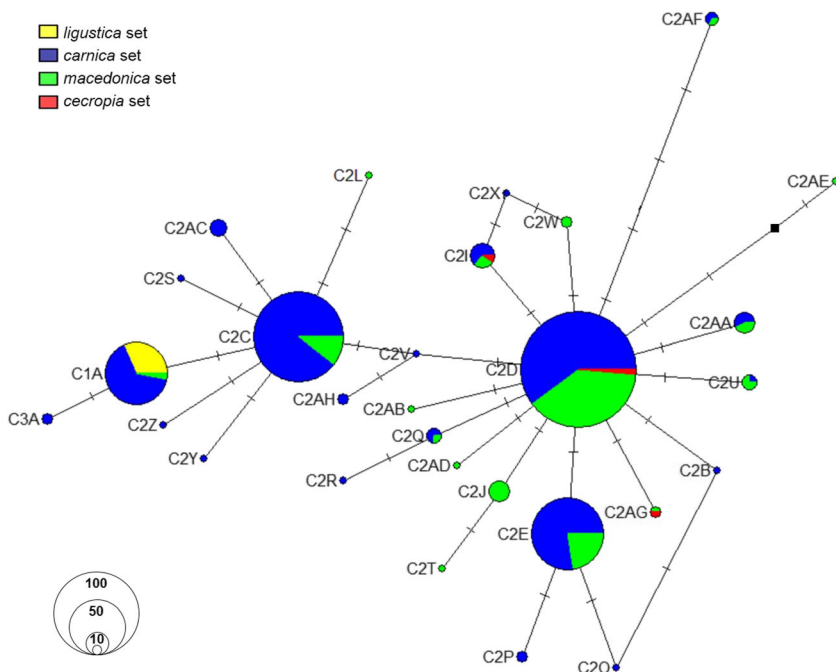 ligustica set
carnica set
macedonica set
cecropia set
C2AF
C2AE
C2L
C2X
C2W
C2AC
C2I
C2S
C2AA
C2C
C2V
C2D
C1A
C2U
C2AH
C2AB
C3A
C2Z
C2Q
C2Y
C2AD
C2B
C2R
C2J
C2AG
C2E
C2T
C2P
C2O
100
50
10